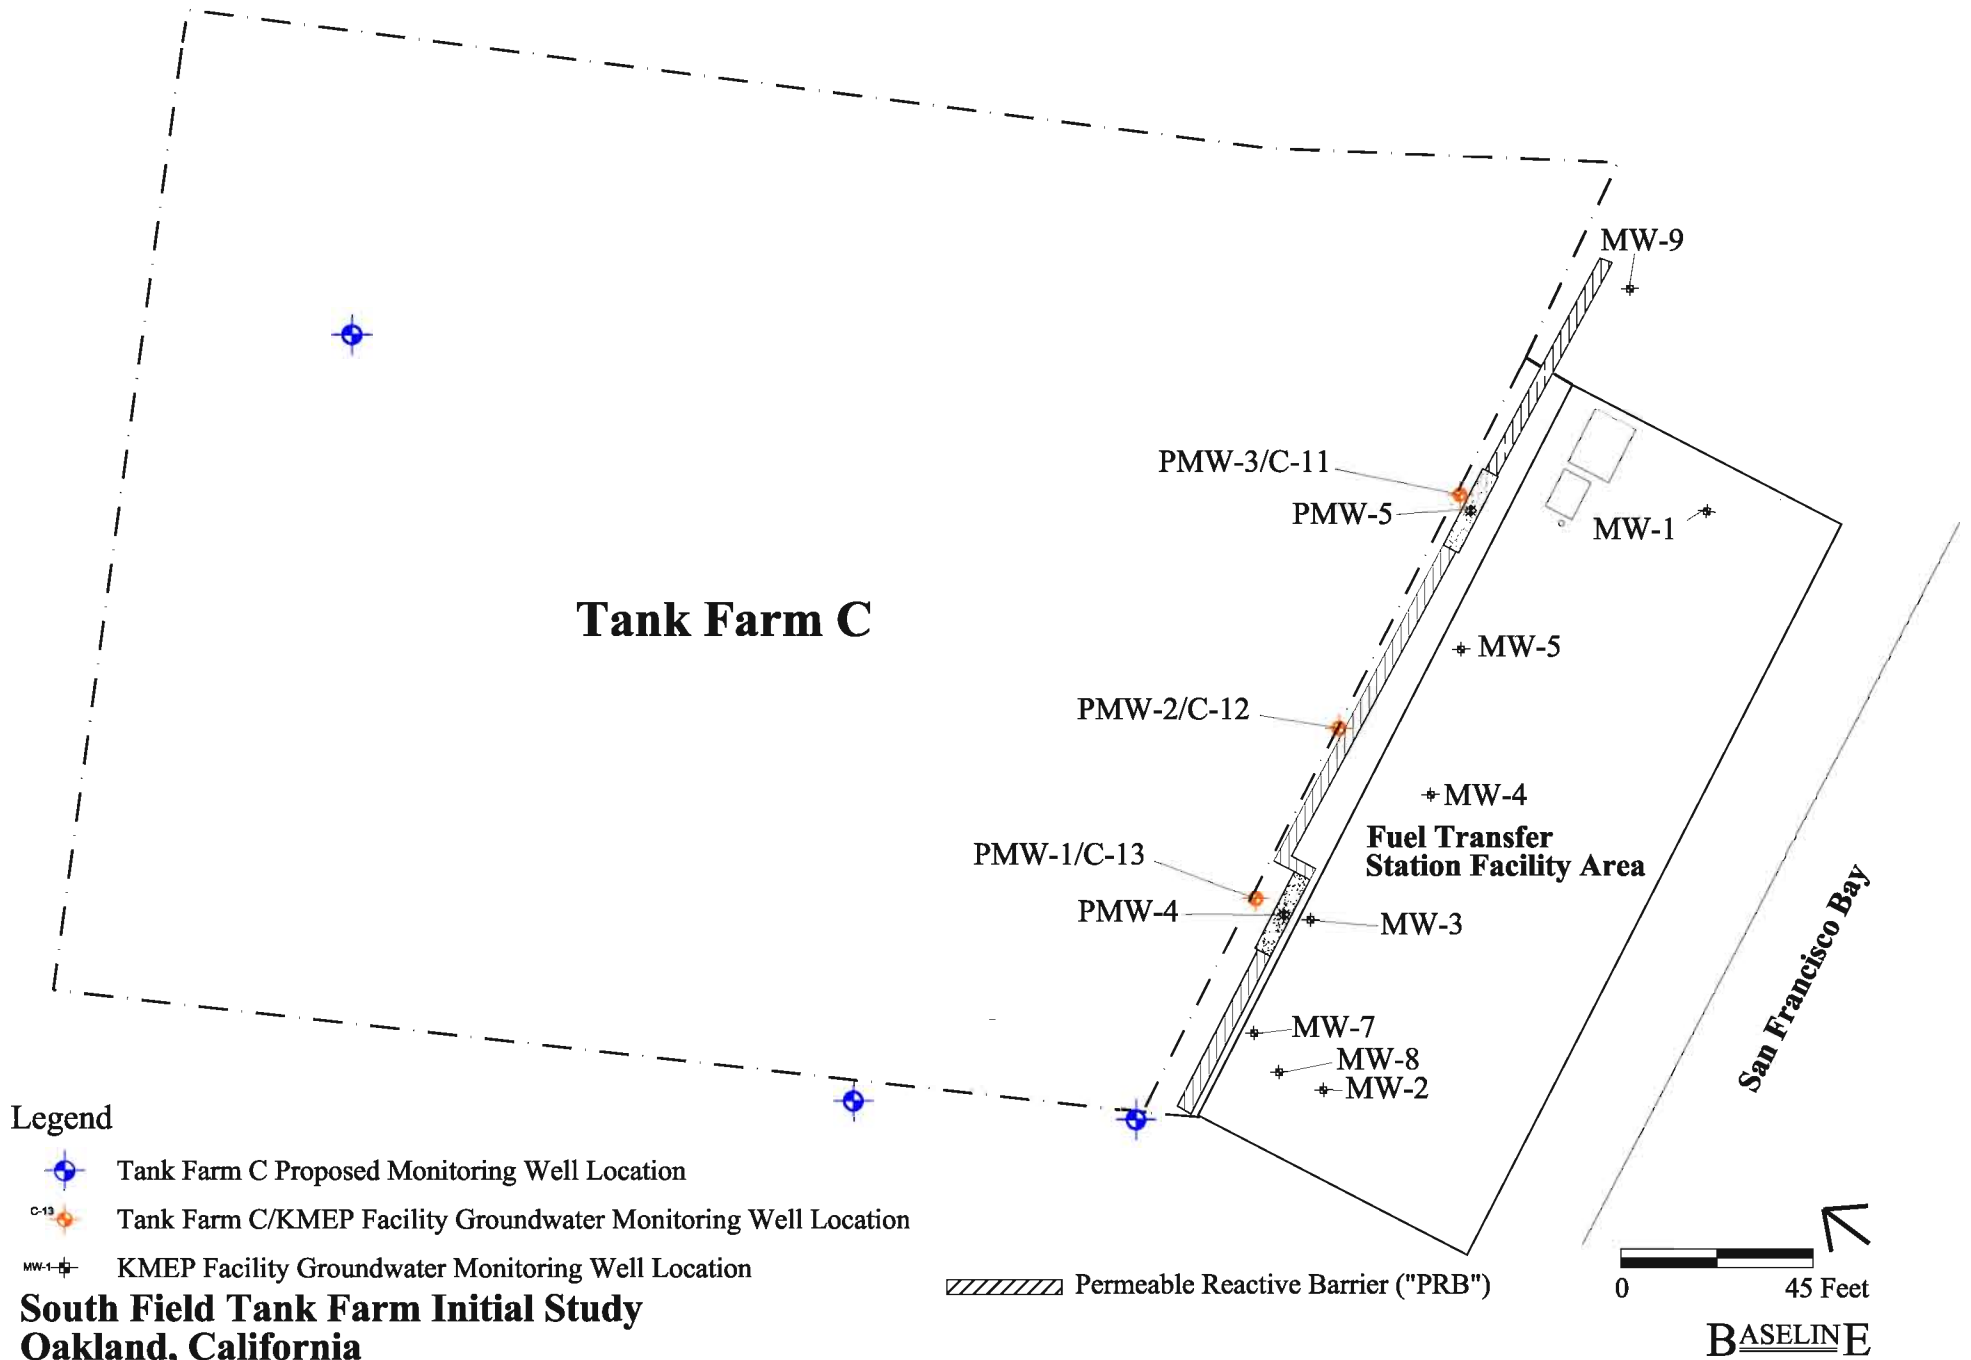 MW-9
PMW-3/C-11
PMW-5
MW-1
Tank Farm C
MW-5
PMW-2/C-12
MW-4
Fuel Transfer
Station Facility Area
PMW-1/C-13
PMW-4
MW-3
San Francisco Bay
MW-7
MW-8
MW-2
Legend
Tank Farm C Proposed Monitoring Well Location
C-13 Tank Farm C/KMEP Facility Groundwater Monitoring Well Location
MW-1 KMEP Facility Groundwater Monitoring Well Location
Permeable Reactive Barrier ("PRB")
0 45 Feet
South Field Tank Farm Initial Study
Oakland, California
BASELINE